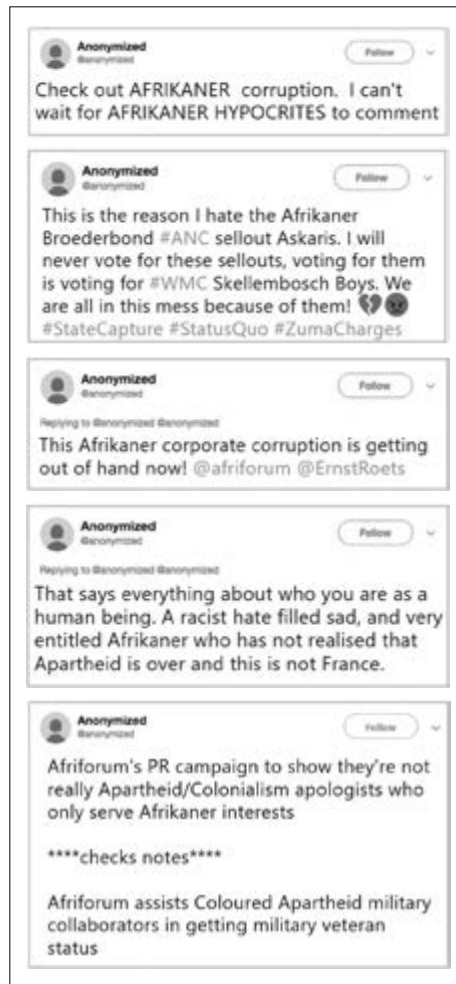 Anonymized
@anonymized
Follow
Check out AFRIKANER corruption. I can't
wait for AFRIKANER HYPOCRITES to comment
Anonymized
@anonymized
Follow
This is the reason I hate the Afrikaner
Broederbond #ANC sellout Askaris. I will
never vote for these sellouts, voting for them
is voting for #WMC Skellembosch Boys. We
are all in this mess because of them! 💔😡
#StateCapture #StatusQuo #ZumaCharges
Anonymized
@anonymized
Follow
Replying to @anonymized @anonymized
This Afrikaner corporate corruption is getting
out of hand now! @afriforum @ErnstRoets
Anonymized
@anonymized
Follow
Replying to @anonymized @anonymized
That says everything about who you are as a
human being. A racist hate filled sad, and very
entitled Afrikaner who has not realised that
Apartheid is over and this is not France.
Anonymized
@anonymized
Follow
Afriforum's PR campaign to show they're not
really Apartheid/Colonialism apologists who
only serve Afrikaner interests
****checks notes****
Afriforum assists Coloured Apartheid military
collaborators in getting military veteran
status